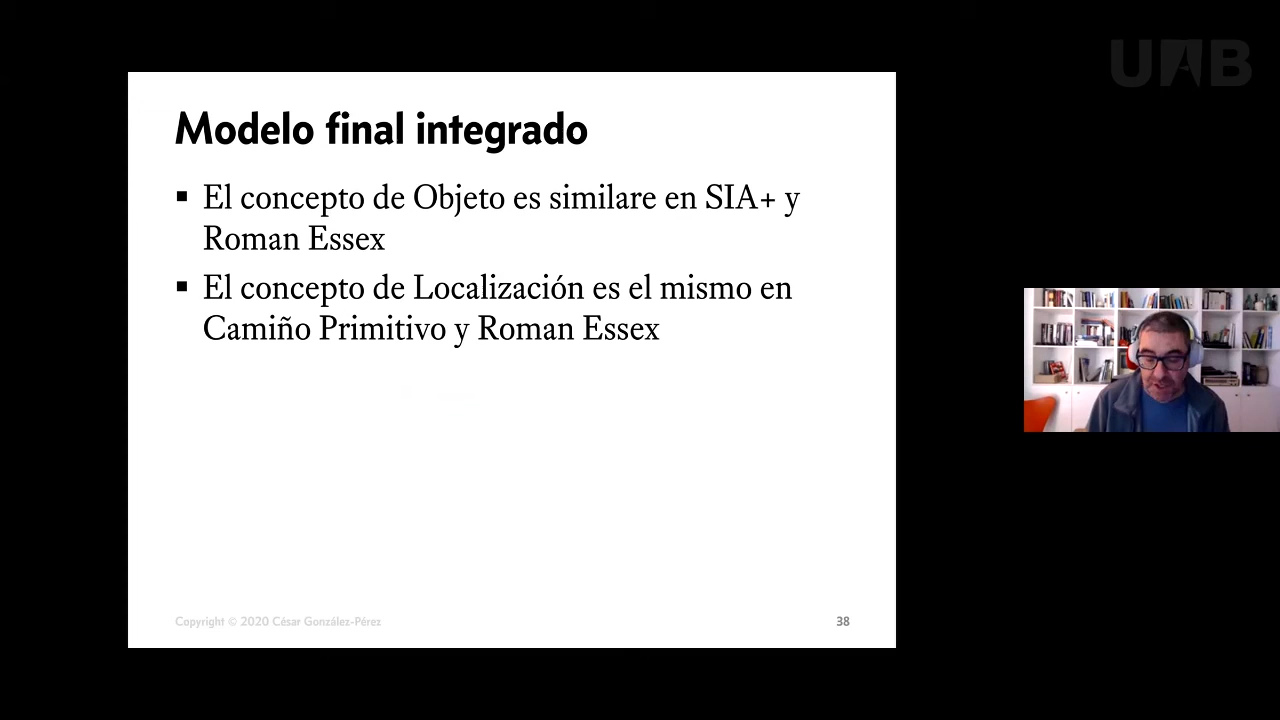 UAB
Modelo final integrado
▪ El concepto de Objeto es similare en SIA+ y
Roman Essex
▪ El concepto de Localización es el mismo en
Camiño Primitivo y Roman Essex
Copyright © 2020 César González-Pérez
38